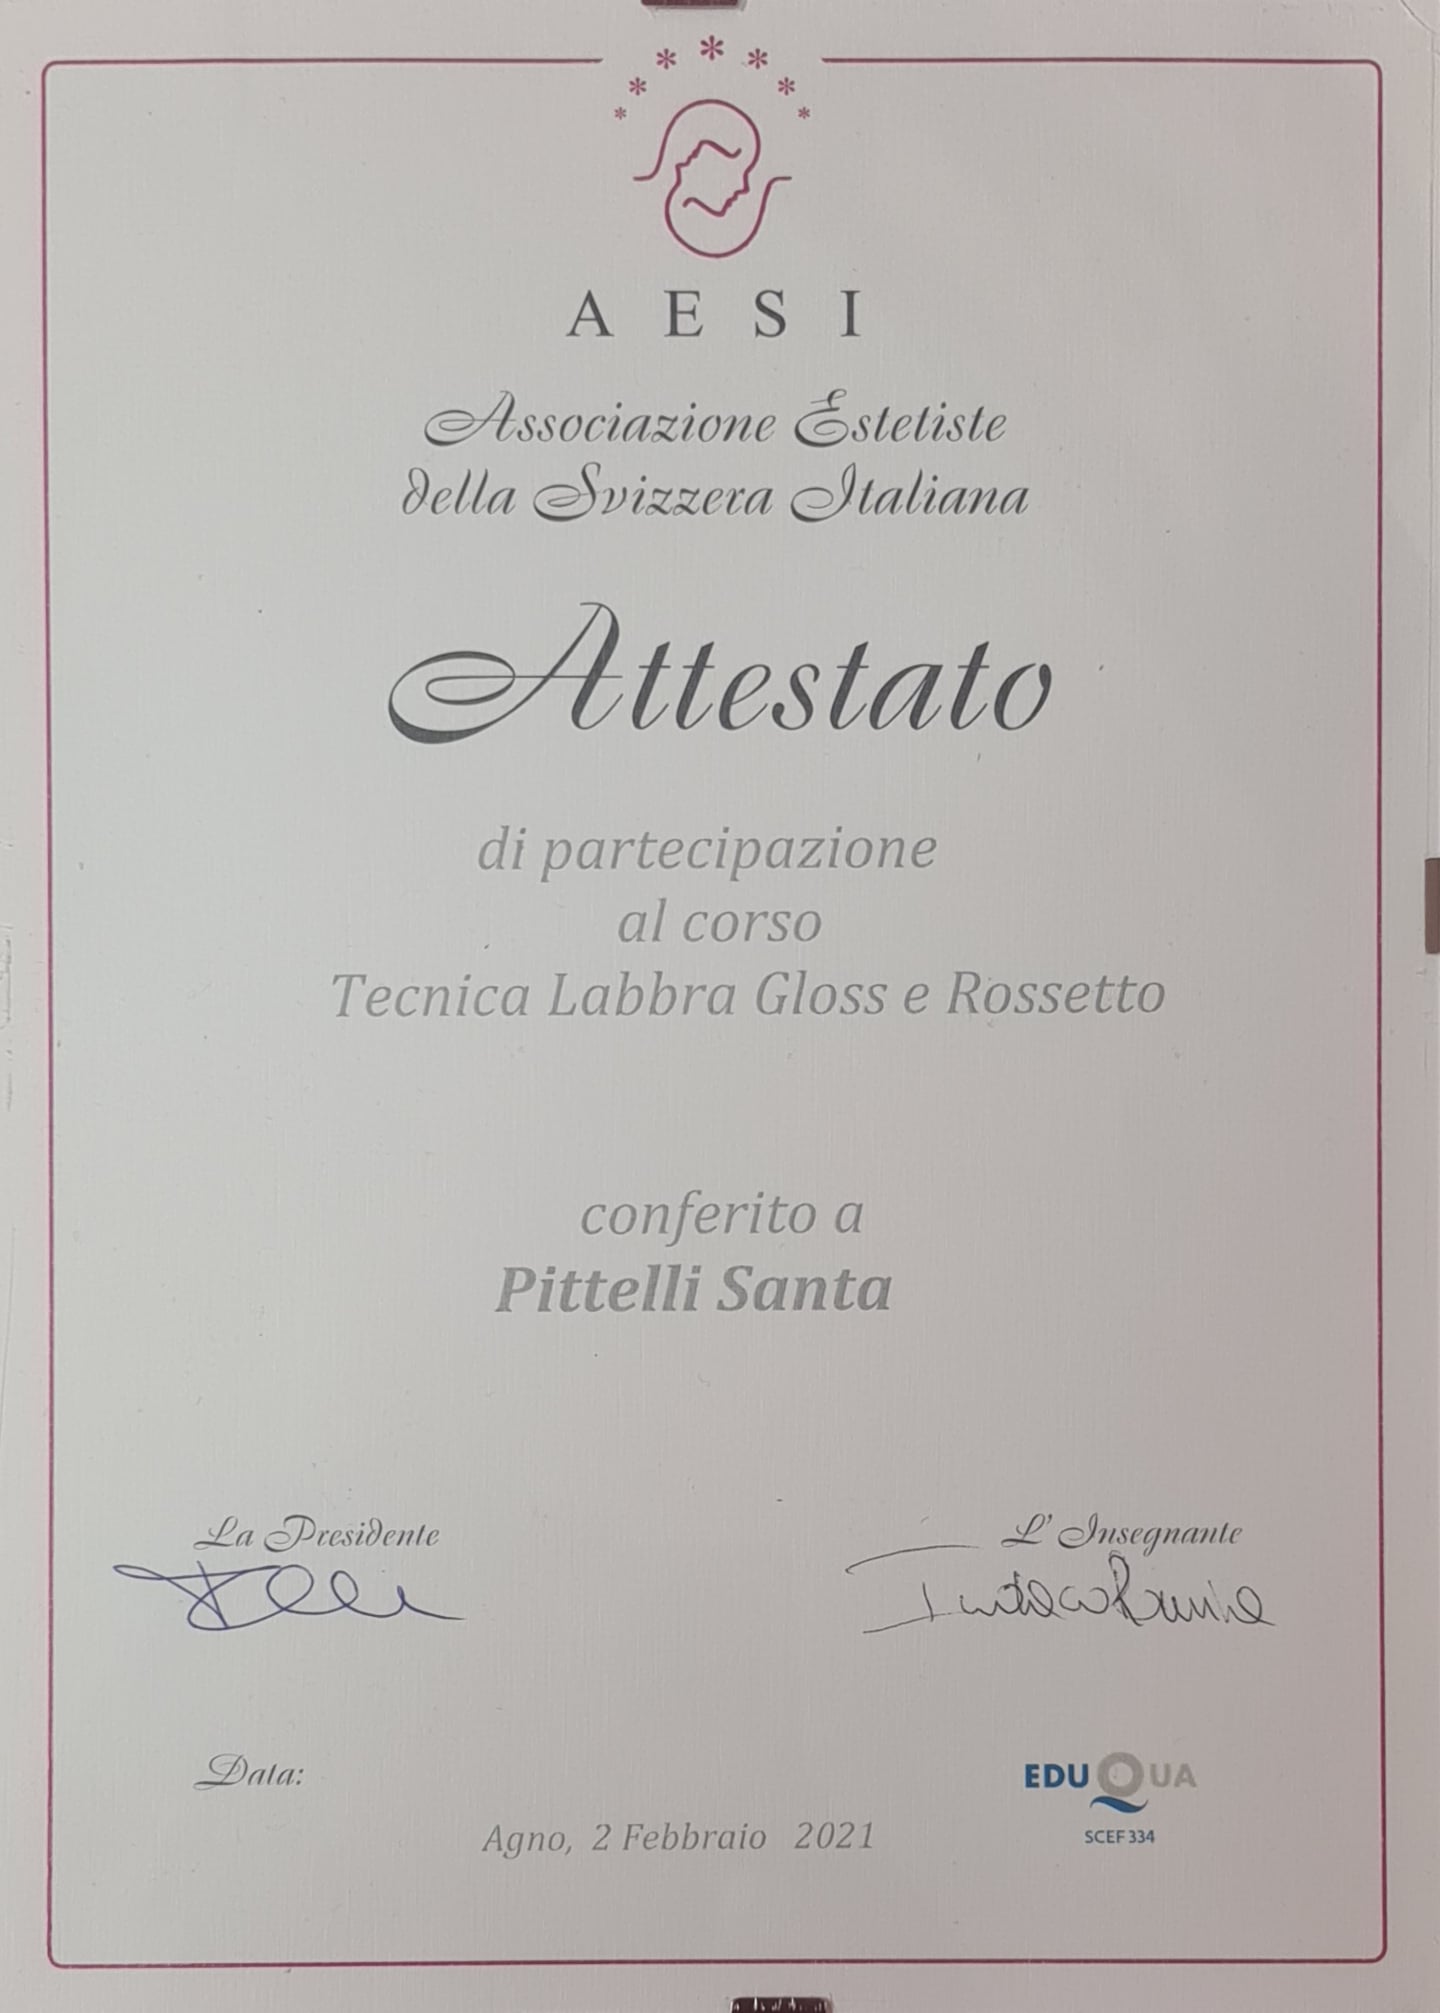 A E S I
Associazione Estetiste
della Svizzera Italiana
Attestato
di partecipazione
al corso
Tecnica Labbra Gloss e Rossetto
conferito a
Pittelli Santa
La Presidente
L' Insegnante
Data:
EDUQUA
SCEF 334
Agno, 2 Febbraio 2021